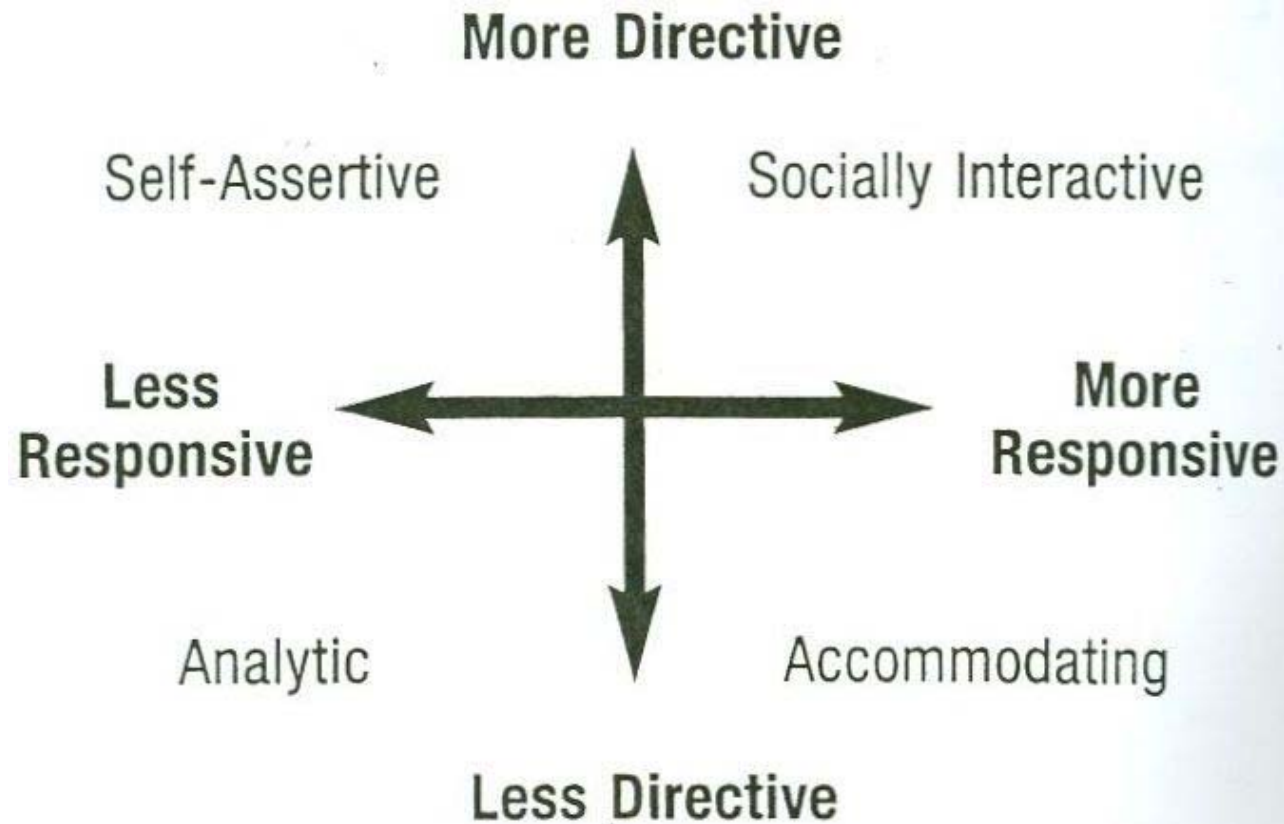 More Directive
Self-Assertive
Socially Interactive
Less
Responsive
More
Responsive
Analytic
Accommodating
Less Directive